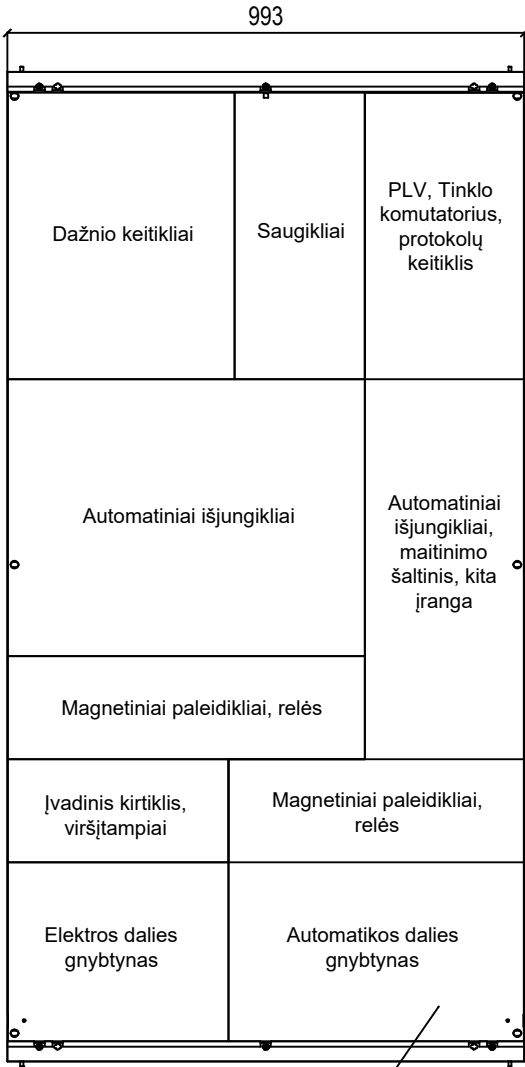 993
Dažnio keitikliai
Saugikliai
PLV, Tinklo
komutatorius,
protokolų
keitiklis
Automatiniai išjungikliai
Automatiniai
išjungikliai,
maitinimo
šaltinis, kita
įranga
Magnetiniai paleidikliai, relės
Įvadinis kirtiklis,
viršįtampiai
Magnetiniai paleidikliai,
relės
Elektros dalies
gnybtynas
Automatikos dalies
gnybtynas